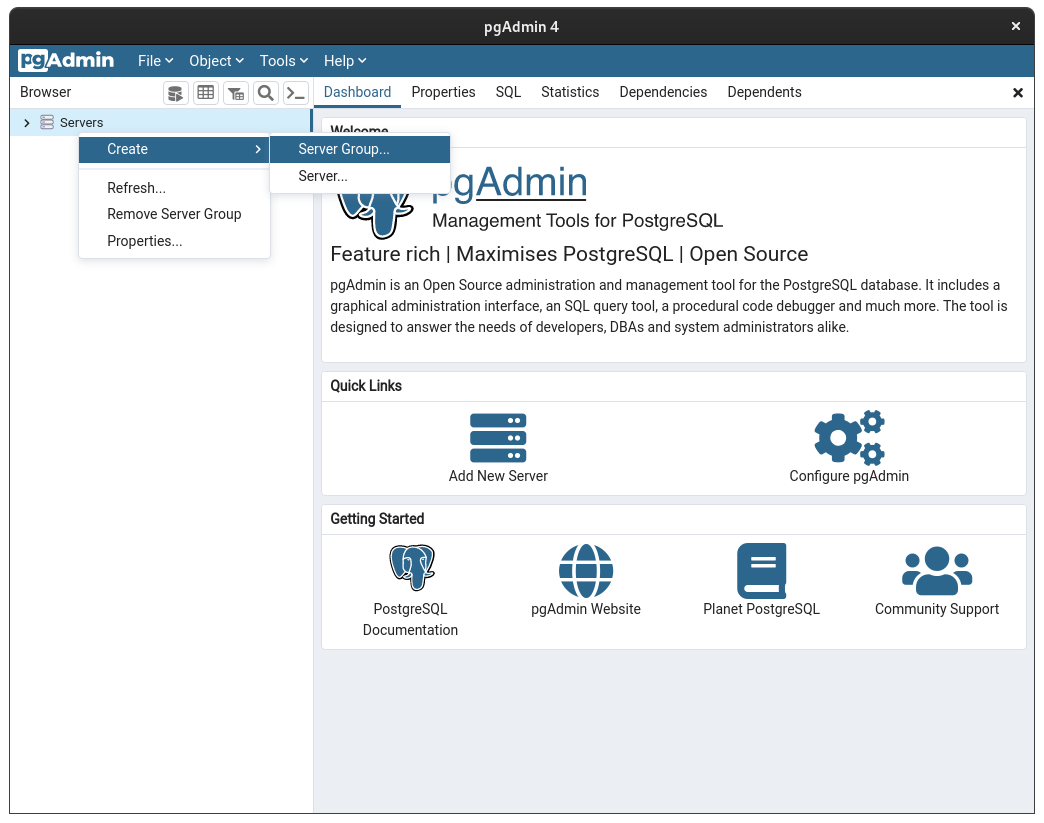 pgAdmin 4
pgAdmin File Object Tools Help
Browser
Dashboard Properties SQL Statistics Dependencies Dependents
Servers
Create
Refresh...
Remove Server Group
Properties...
Server Group...
Server...
Welcome
pgAdmin
Management Tools for PostgreSQL
Feature rich | Maximises PostgreSQL | Open Source
pgAdmin is an Open Source administration and management tool for the PostgreSQL database. It includes a
graphical administration interface, an SQL query tool, a procedural code debugger and much more. The tool is
designed to answer the needs of developers, DBAs and system administrators alike.
Quick Links
Add New Server
Configure pgAdmin
Getting Started
PostgreSQL
Documentation
pgAdmin Website
Planet PostgreSQL
Community Support